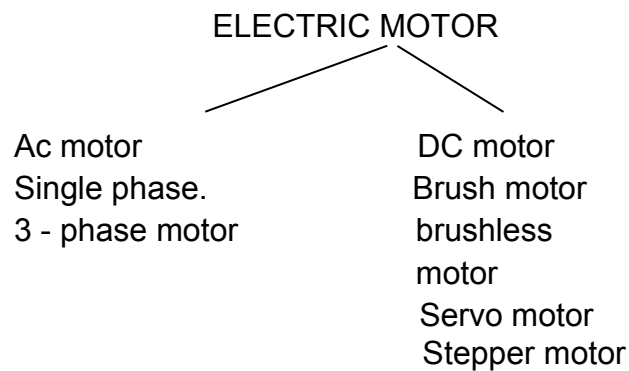 ELECTRIC MOTOR
Ac motor
Single phase.
3 - phase motor
DC motor
Brush motor
brushless
motor
Servo motor
Stepper motor